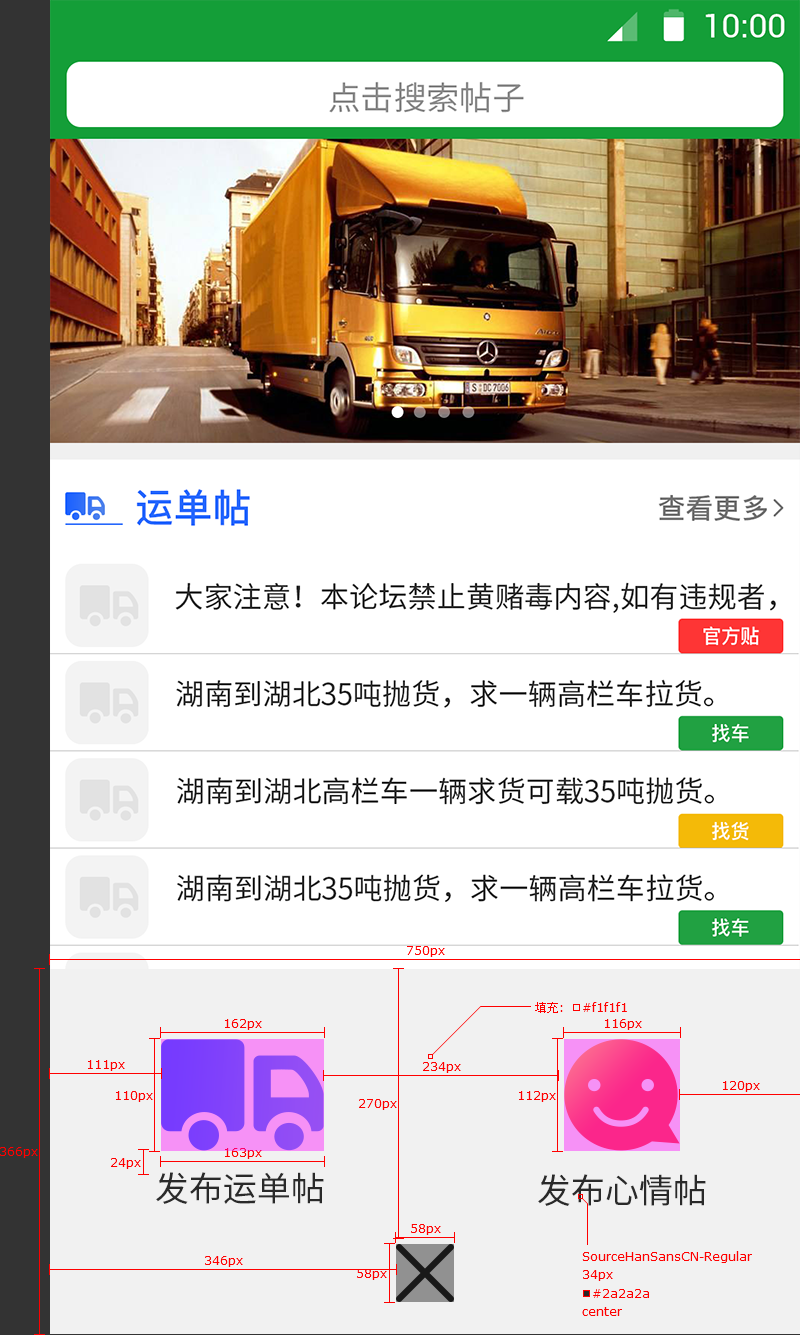 10:00
点击搜索帖子
S DC 7006
运单帖
查看更多
大家注意！本论坛禁止黄赌毒内容,如有违规者，
官方贴
湖南到湖北35吨抛货，求一辆高栏车拉货。
找车
湖南到湖北高栏车一辆求货可载35吨抛货。
找货
湖南到湖北35吨抛货，求一辆高栏车拉货。
找车
750px
填充: #f1f1f1
162px
116px
111px
234px
120px
110px
270px
112px
366px
163px
24px
发布运单帖
发布心情帖
58px
346px
58px
SourceHanSansCN-Regular
34px
#2a2a2a
center